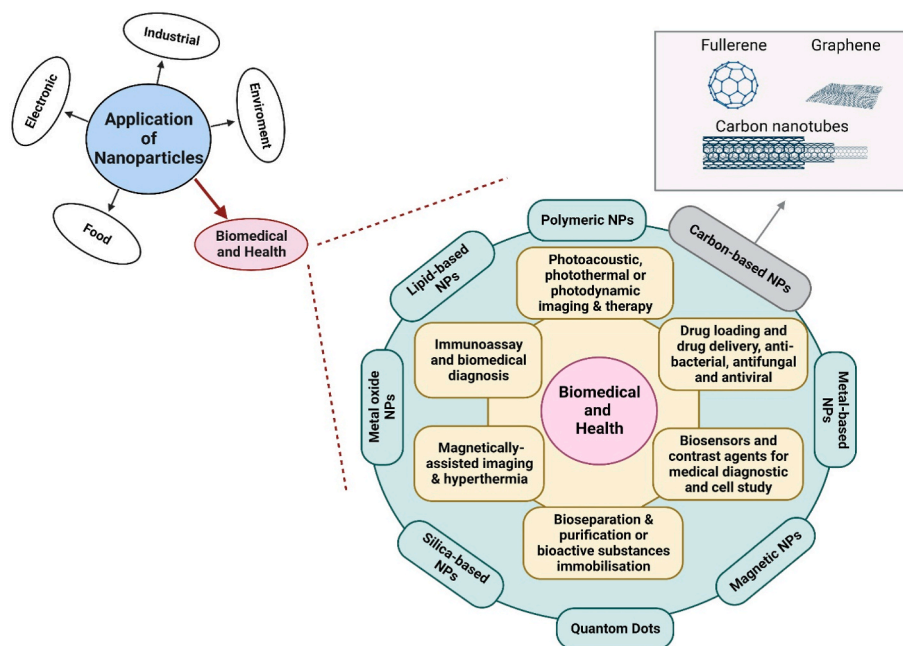 Industrial
Electronic
Enviroment
Application
of
Nanoparticles
Food
Biomedical
and Health
Fullerene
Graphene
Carbon nanotubes
Polymeric NPs
Carbon-based NPs
Lipid-based
NPs
Photoacoustic,
photothermal or
photodynamic
imaging & therapy
Immunoassay
and biomedical
diagnosis
Drug loading and
drug delivery, anti-
bacterial, antifungal
and antiviral
Metal oxide
NPs
Biomedical
and
Health
Metal-based
NPs
Magnetically-
assisted imaging
& hyperthermia
Biosensors and
contrast agents for
medical diagnostic
and cell study
Bioseparation &
purification or
bioactive substances
immobilisation
Silica-based
NPs
Magnetic NPs
Quantom Dots